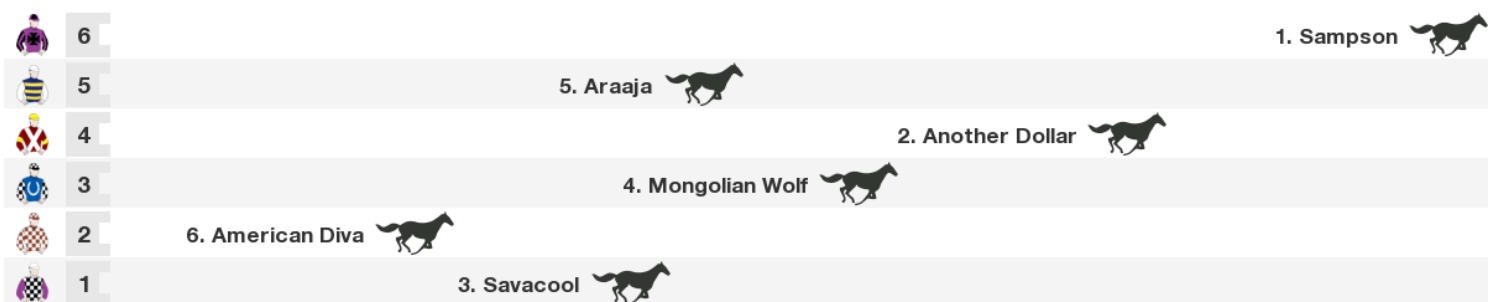 6 1. Sampson
5 5. Araaja
4 2. Another Dollar
3 4. Mongolian Wolf
2 6. American Diva
1 3. Savacool